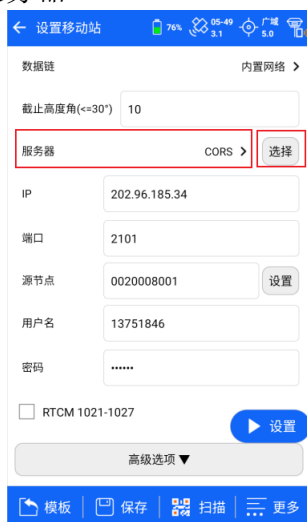 ← 设置移动站 76% 05-49 3.1 广域 5.0
数据链 内置网络 >
截止高度角(<=30°) 10
服务器 CORS > 选择
IP 202.96.185.34
端口 2101
源节点 0020008001 设置
用户名 13751846
密码 ••••••
RTCM 1021-1027
设置
高级选项▼
模板 保存 扫描 更多